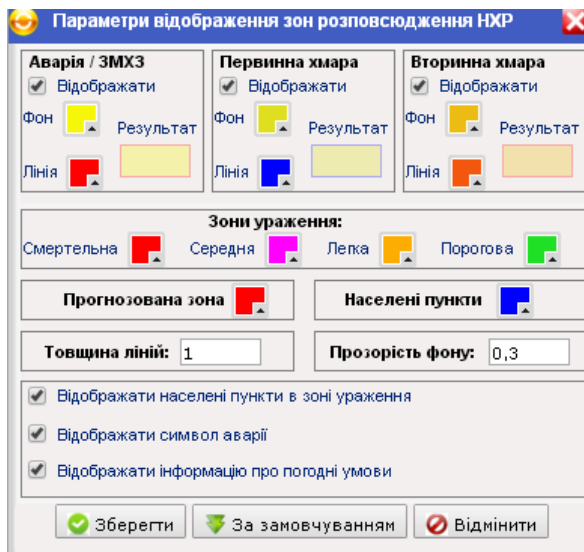 Параметри відображення зон розповсюдження НХР
Аварія / ЗМХЗ
Відображати
Фон
Результат
Лінія
Первинна хмара
Відображати
Фон
Результат
Лінія
Вторинна хмара
Відображати
Фон
Результат
Лінія
Зони ураження:
Смертельна Середня Легка Порогова
Прогнозована зона
Населені пункти
Товщина ліній: 1
Прозорість фону: 0,3
Відображати населені пункти в зоні ураження
Відображати символ аварії
Відображати інформацію про погодні умови
Зберегти За замовчуванням Відмінити